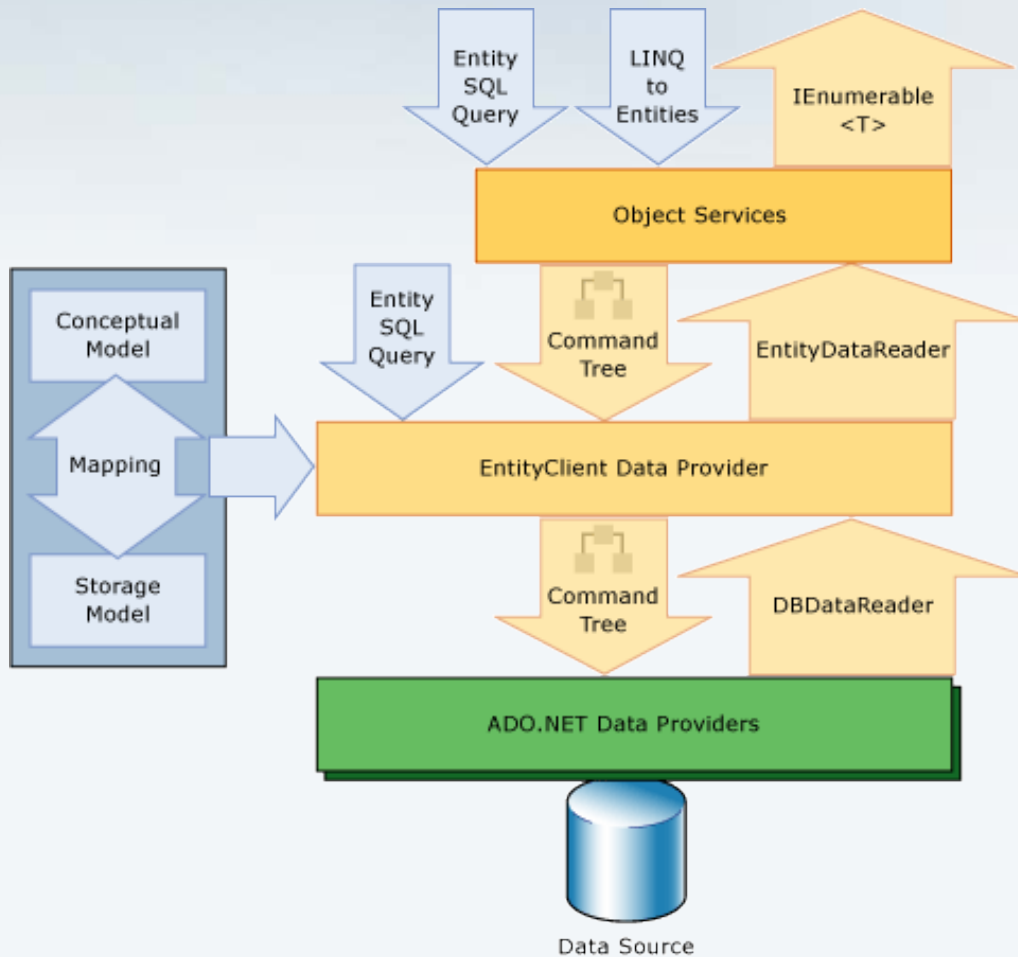 Entity
SQL
Query
LINQ
to
Entities
IEnumerable
<T>
Object Services
Conceptual
Model
Mapping
Storage
Model
Entity
SQL
Query
Command
Tree
EntityDataReader
EntityClient Data Provider
Command
Tree
DBDataReader
ADO.NET Data Providers
Data Source